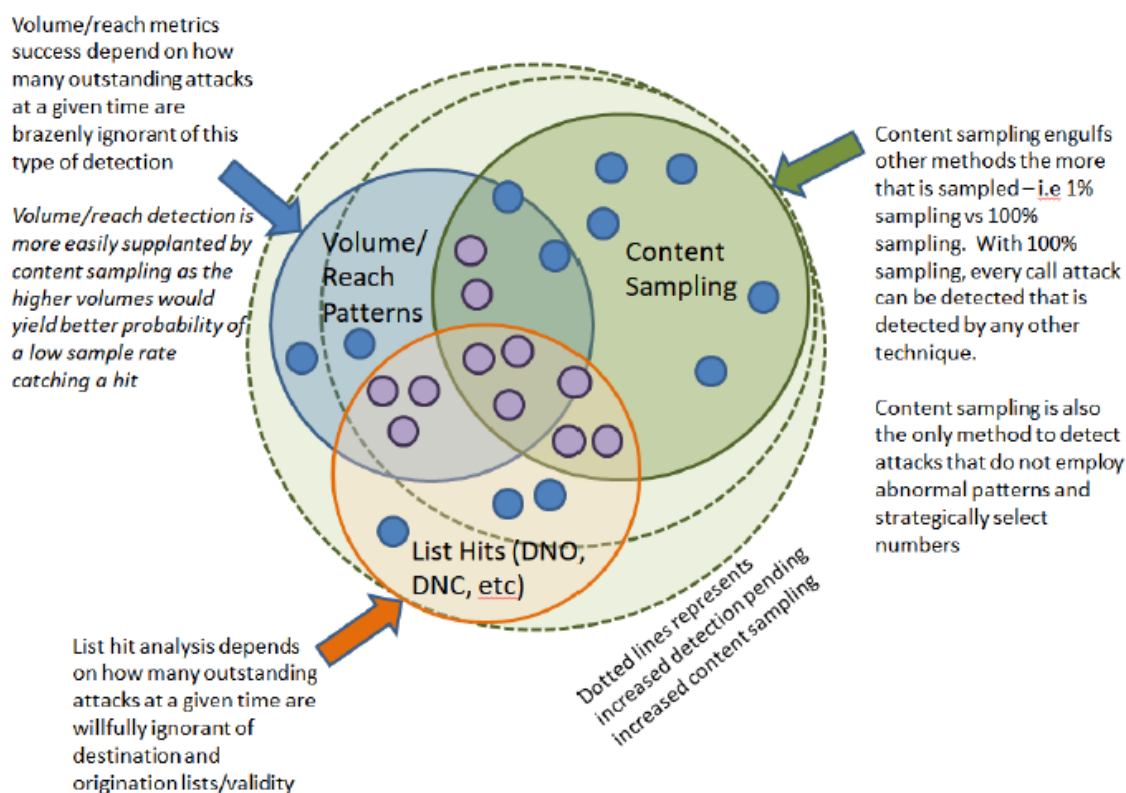 Volume/reach metrics
success depend on how
many outstanding attacks
at a given time are
brazenly ignorant of this
type of detection
Volume/reach detection is
more easily supplanted by
content sampling as the
higher volumes would
yield better probability of
a low sample rate
catching a hit
Volume/
Reach
Patterns
Content
Sampling
List Hits (DNO,
DNC, etc)
Content sampling engulfs
other methods the more
that is sampled – i.e 1%
sampling vs 100%
sampling. With 100%
sampling, every call attack
can be detected that is
detected by any other
technique.
Content sampling is also
the only method to detect
attacks that do not employ
abnormal patterns and
strategically select
numbers
Dotted lines represents
increased detection pending
increased content sampling
List hit analysis depends
on how many outstanding
attacks at a given time are
willfully ignorant of
destination and
origination lists/validity